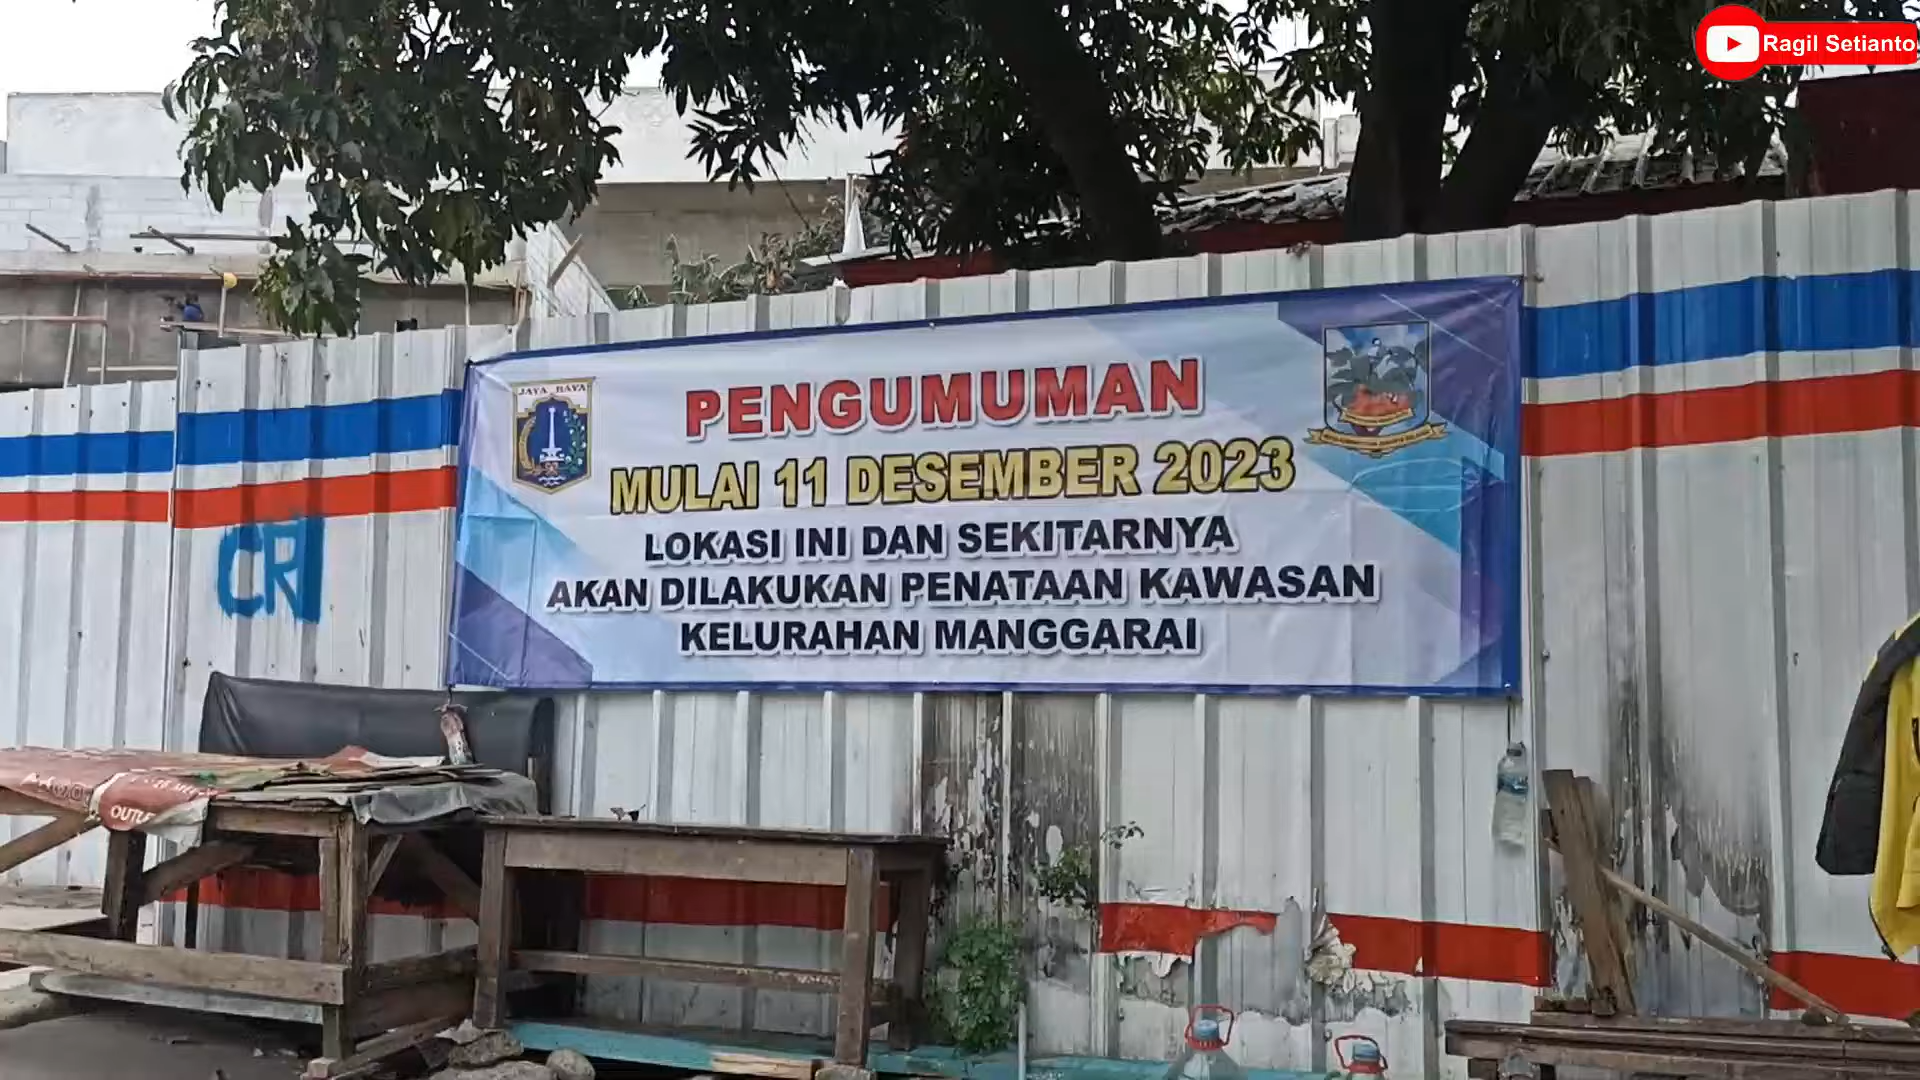 Ragil Setianto
JAYA RAYA
PENGUMUMAN
MULAI 11 DESEMBER 2023
LOKASI INI DAN SEKITARNYA
AKAN DILAKUKAN PENATAAN KAWASAN
KELURAHAN MANGGARAI
CR